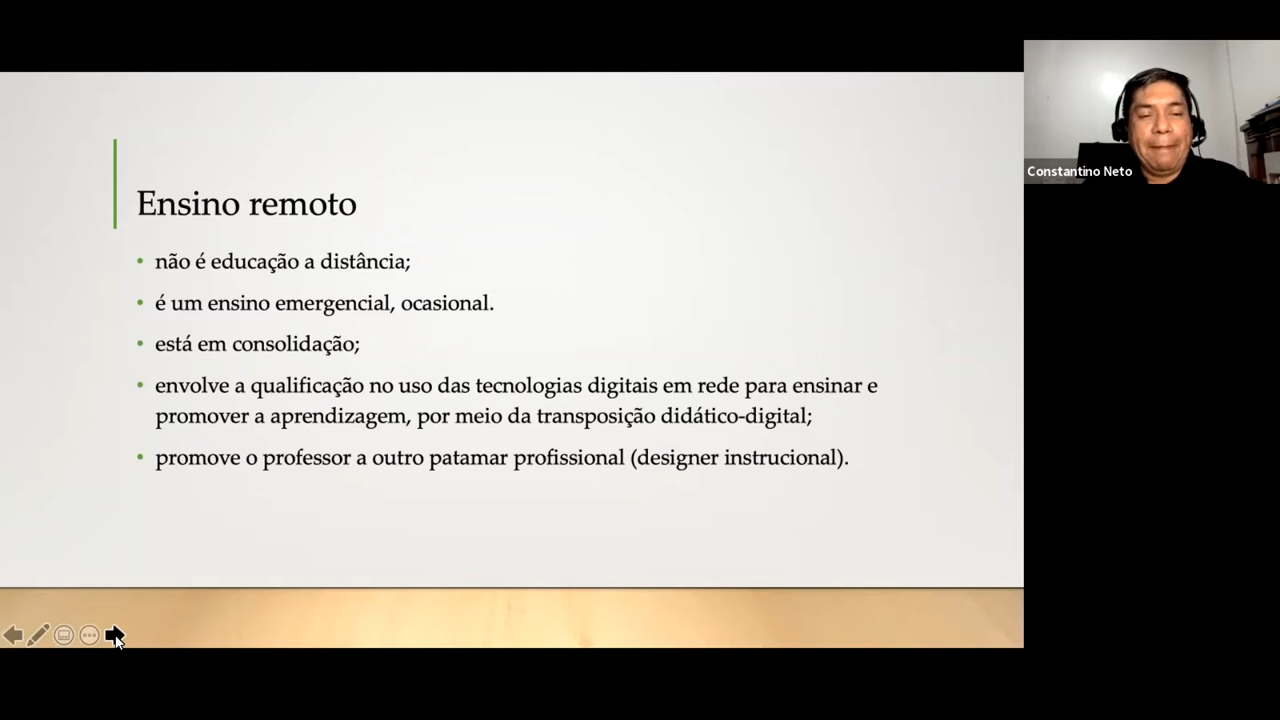 Ensino remoto
• não é educação a distância;
• é um ensino emergencial, ocasional.
• está em consolidação;
• envolve a qualificação no uso das tecnologias digitais em rede para ensinar e
promover a aprendizagem, por meio da transposição didático-digital;
• promove o professor a outro patamar profissional (designer instrucional).
Constantino Neto